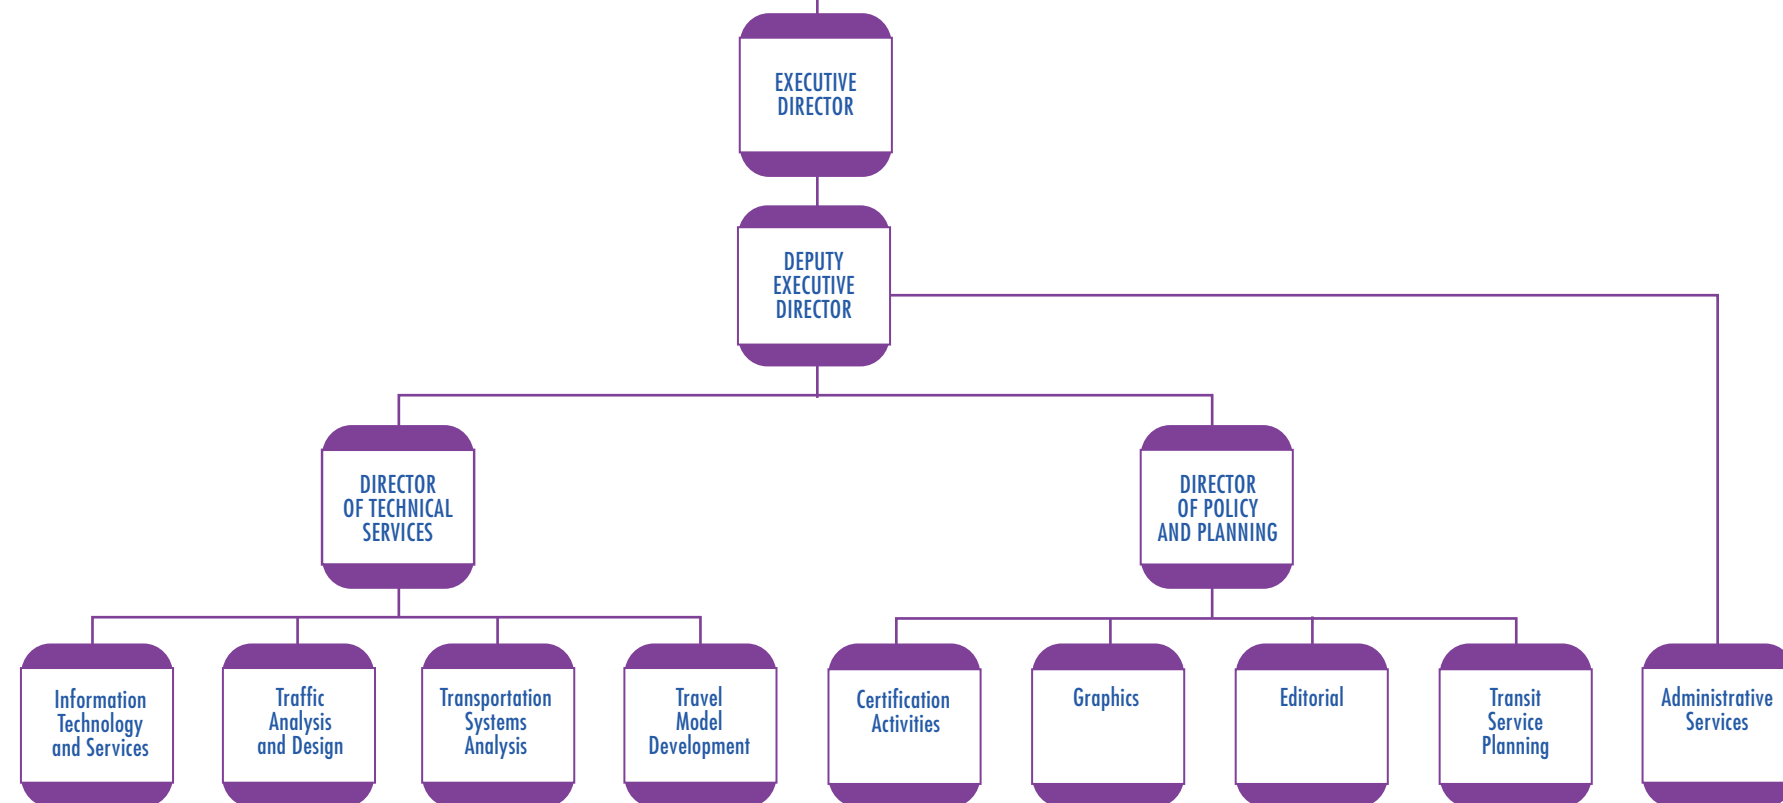 EXECUTIVE
DIRECTOR
DEPUTY
EXECUTIVE
DIRECTOR
DIRECTOR
OF TECHNICAL
SERVICES
DIRECTOR
OF POLICY
AND PLANNING
Information
Technology
and Services
Traffic
Analysis
and Design
Transportation
Systems
Analysis
Travel
Model
Development
Certification
Activities
Graphics
Editorial
Transit
Service
Planning
Administrative
Services